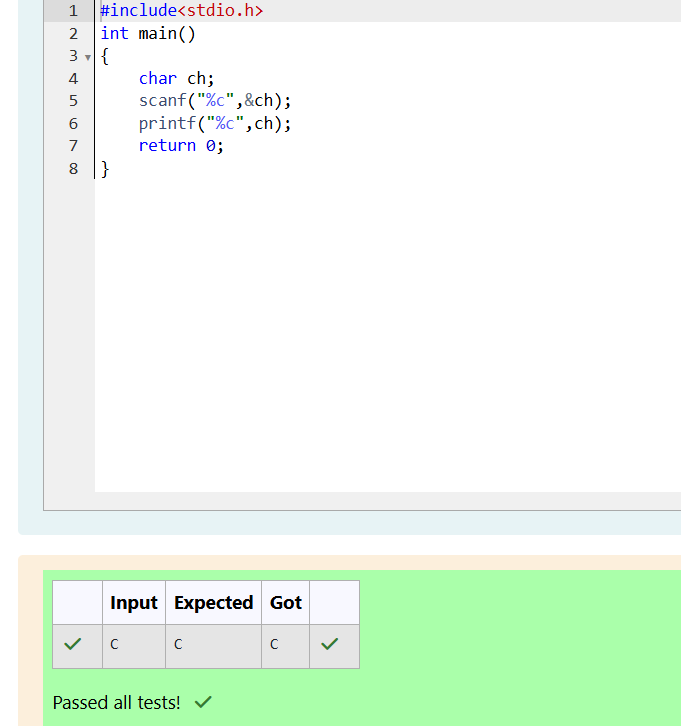 1 #include<stdio.h>
2 int main()
3 {
4     char ch;
5     scanf("%c",&ch);
6     printf("%c",ch);
7     return 0;
8 }
Input Expected Got
C C C
Passed all tests!